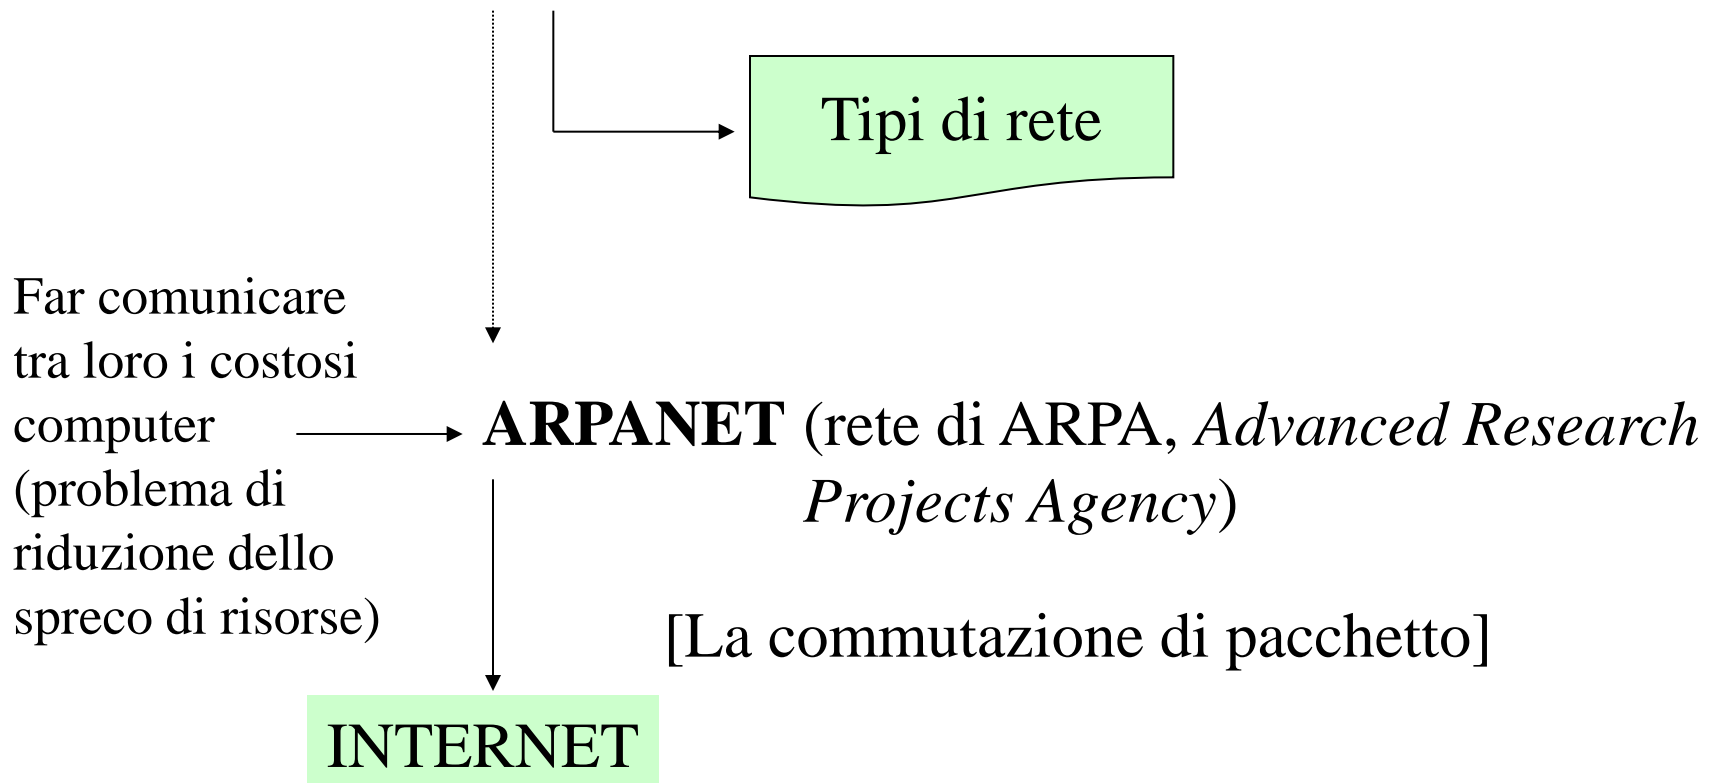 Tipi di rete
Far comunicare
tra loro i costosi
computer
(problema di
riduzione dello
spreco di risorse)
ARPANET (rete di ARPA, Advanced Research
Projects Agency)
[La commutazione di pacchetto]
INTERNET